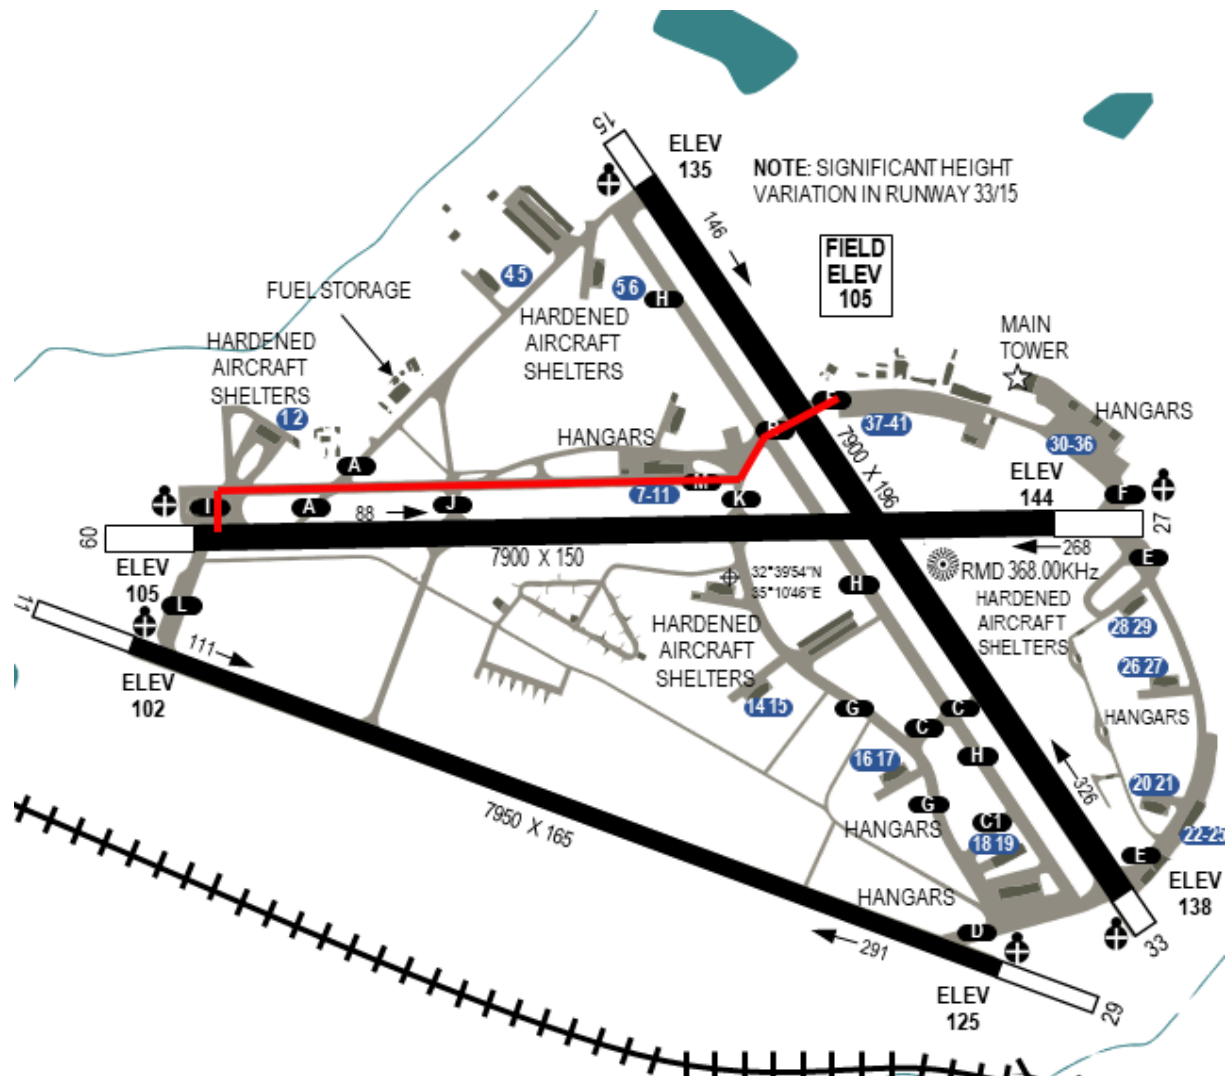 15
ELEV
135
NOTE: SIGNIFICANT HEIGHT
VARIATION IN RUNWAY 33/15
146
FIELD
ELEV
105
4 5
5 6
H
FUEL STORAGE
HARDENED
AIRCRAFT
SHELTERS
HARDENED
AIRCRAFT
SHELTERS
MAIN
TOWER
1 2
HANGARS
37-41
30-36
HANGARS
7900 X 196
A
M
7-11
K
ELEV
144
F
I
A
J
88
09
27
268
7900 X 150
E
ELEV
105
32°39'54"N
35°10'46"E
H
RMD 368.00KHz
HARDENED
AIRCRAFT
SHELTERS
28 29
L
11
111
HARDENED
AIRCRAFT
SHELTERS
26 27
ELEV
102
14 15
G
C
C
HANGARS
H
16 17
326
20 21
7950 X 165
G
HANGARS
C1
18 19
22-25
E
HANGARS
ELEV
138
D
291
33
ELEV
125
29